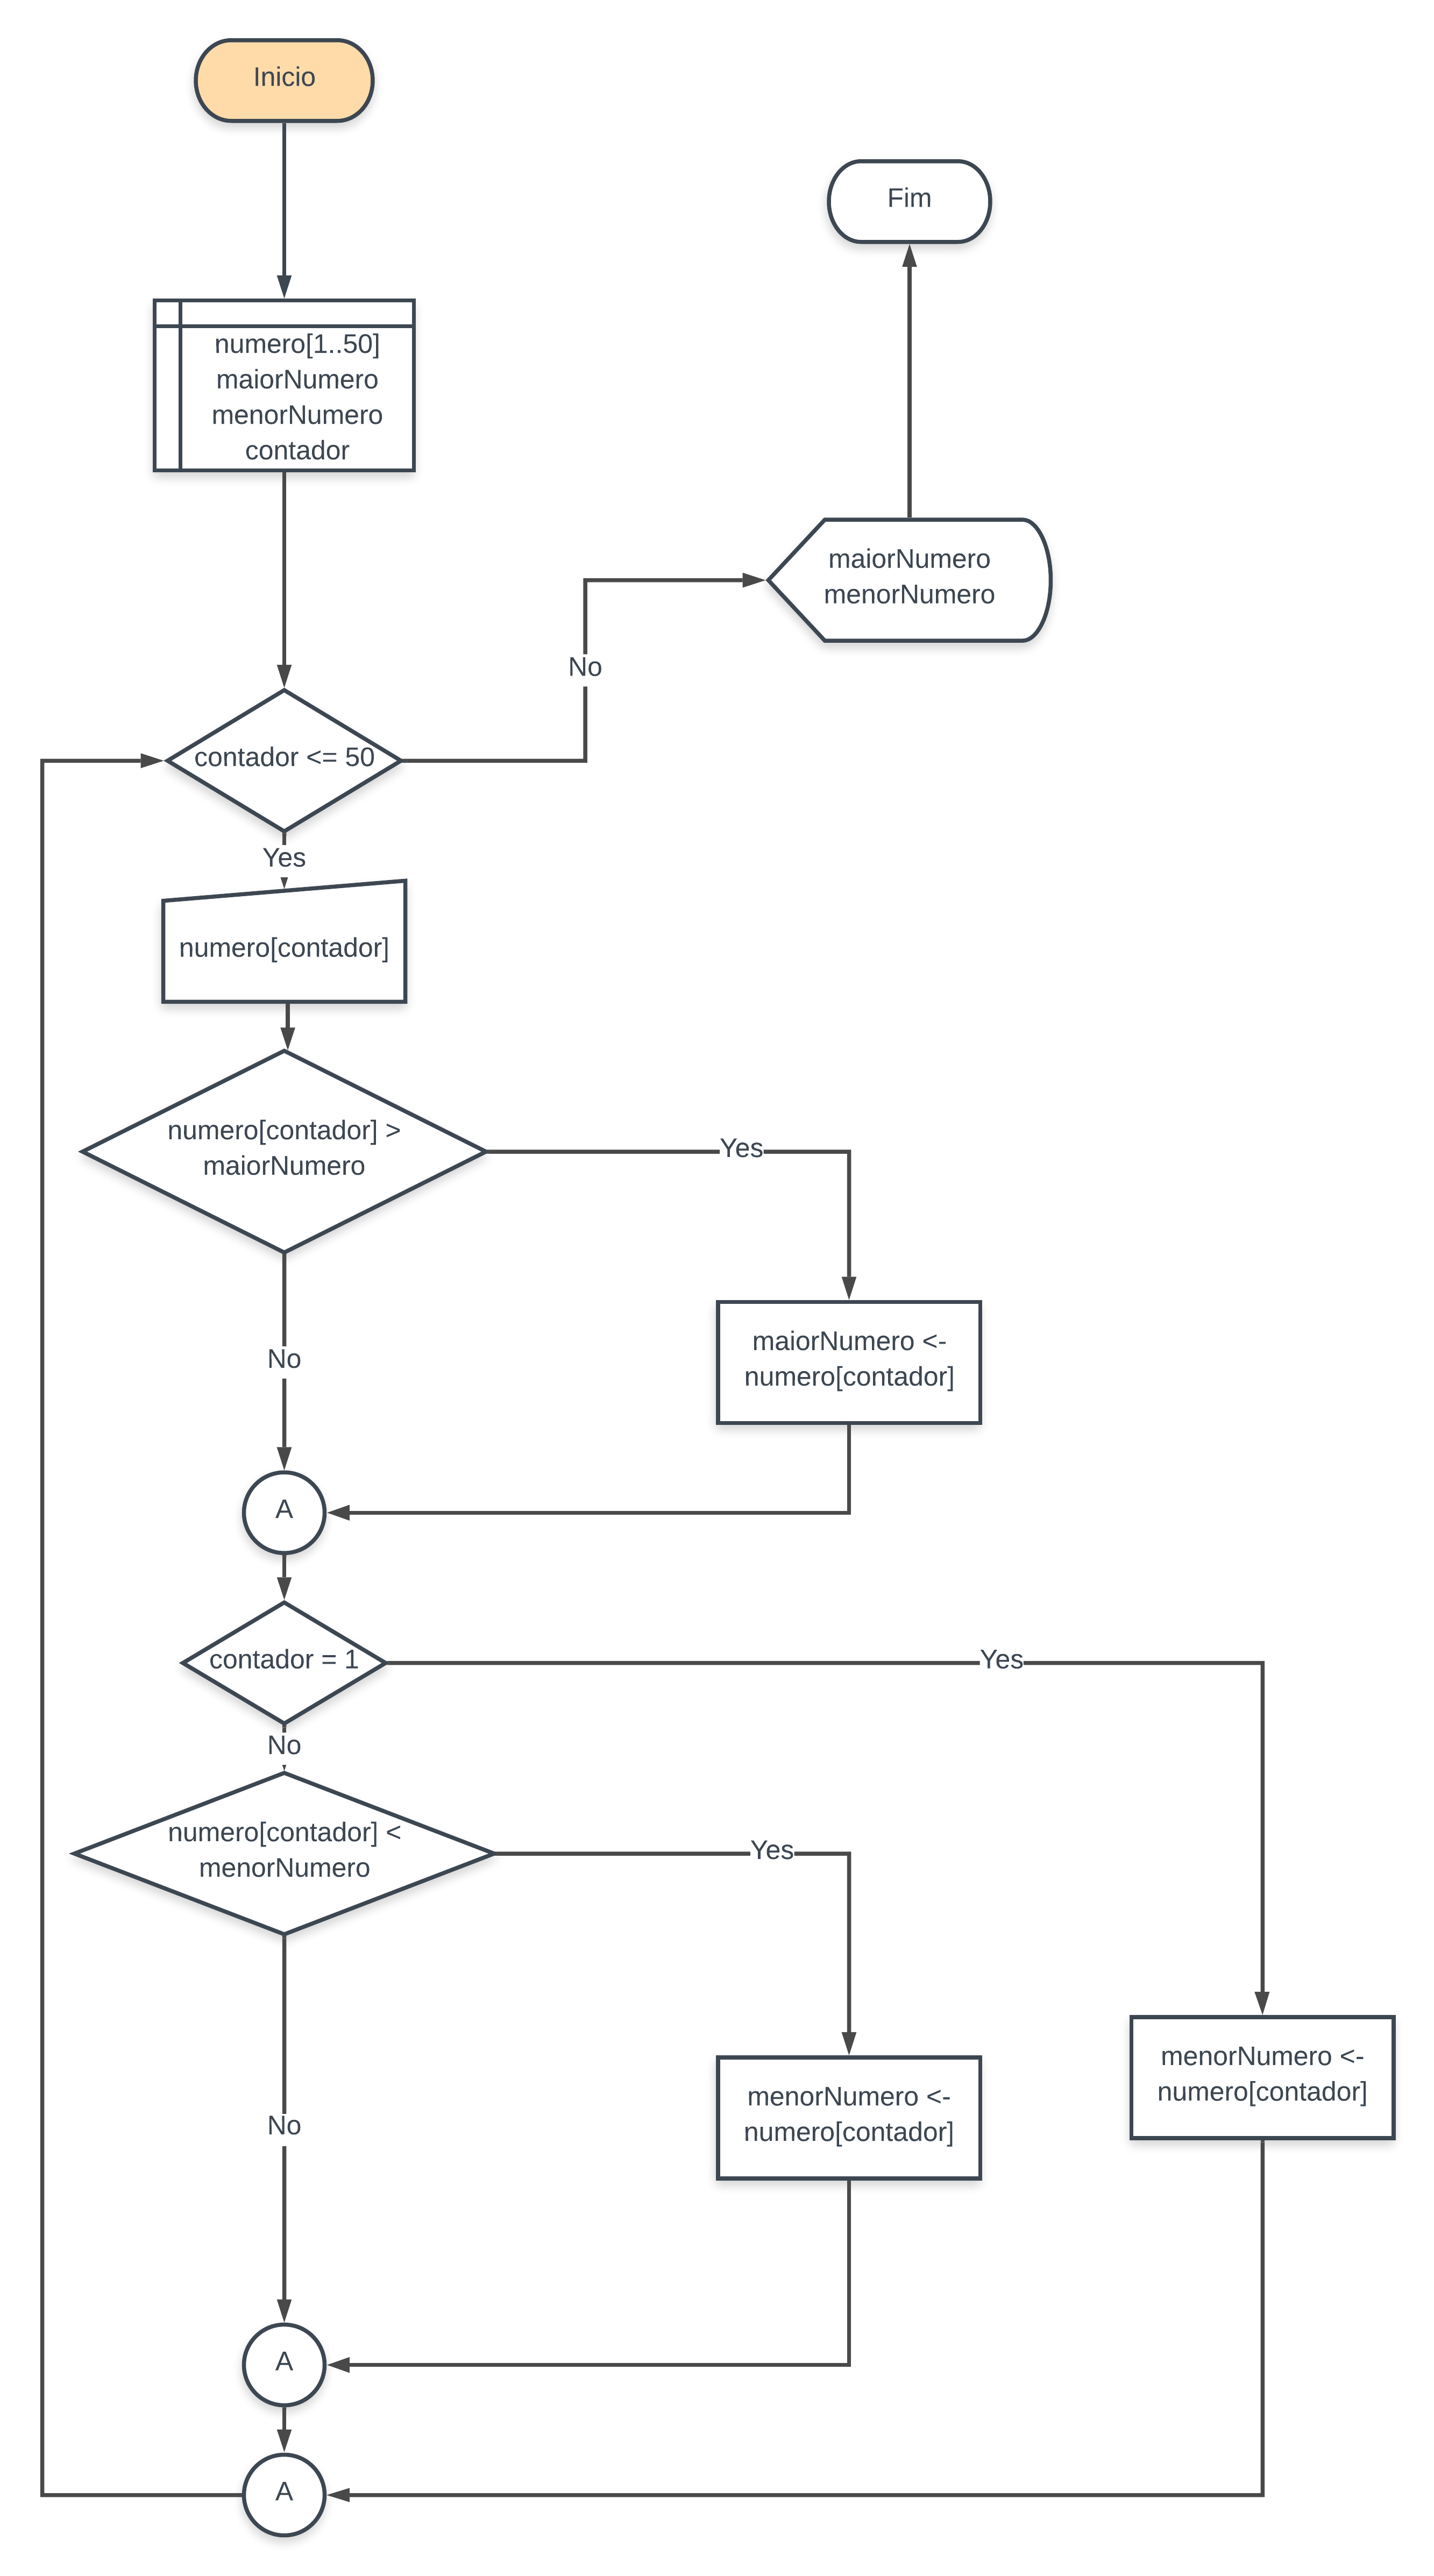 Inicio
Fim
numero[1..50]
maiorNumero
menorNumero
contador
maiorNumero
menorNumero
No
contador <= 50
Yes
numero[contador]
numero[contador] >
maiorNumero
Yes
maiorNumero <-
numero[contador]
No
A
contador = 1
Yes
No
numero[contador] <
menorNumero
Yes
menorNumero <-
numero[contador]
menorNumero <-
numero[contador]
No
A
A